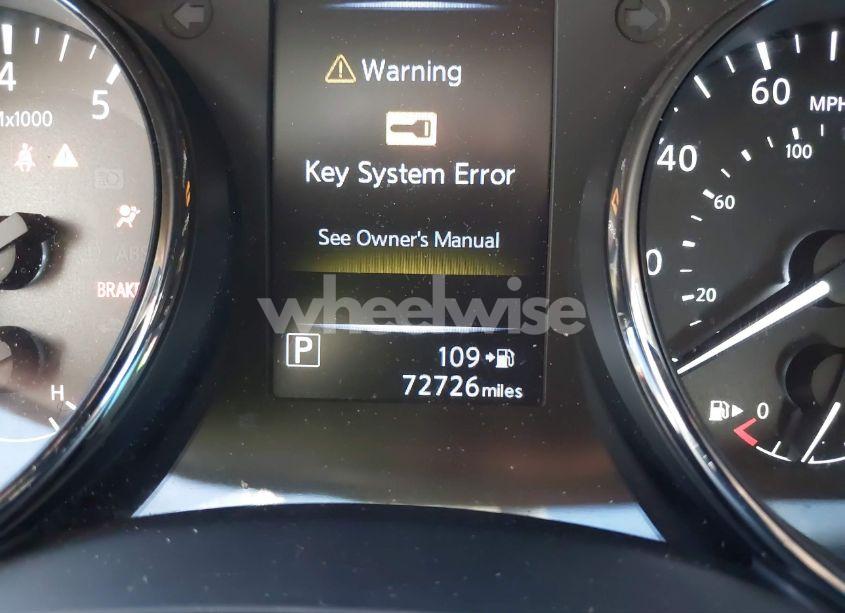 4
5
Mx1000
BRAKE
H
Warning
Key System Error
See Owner's Manual
wheelwise
P 109
72726 miles
60
MPH
100
40
60
20
0
0